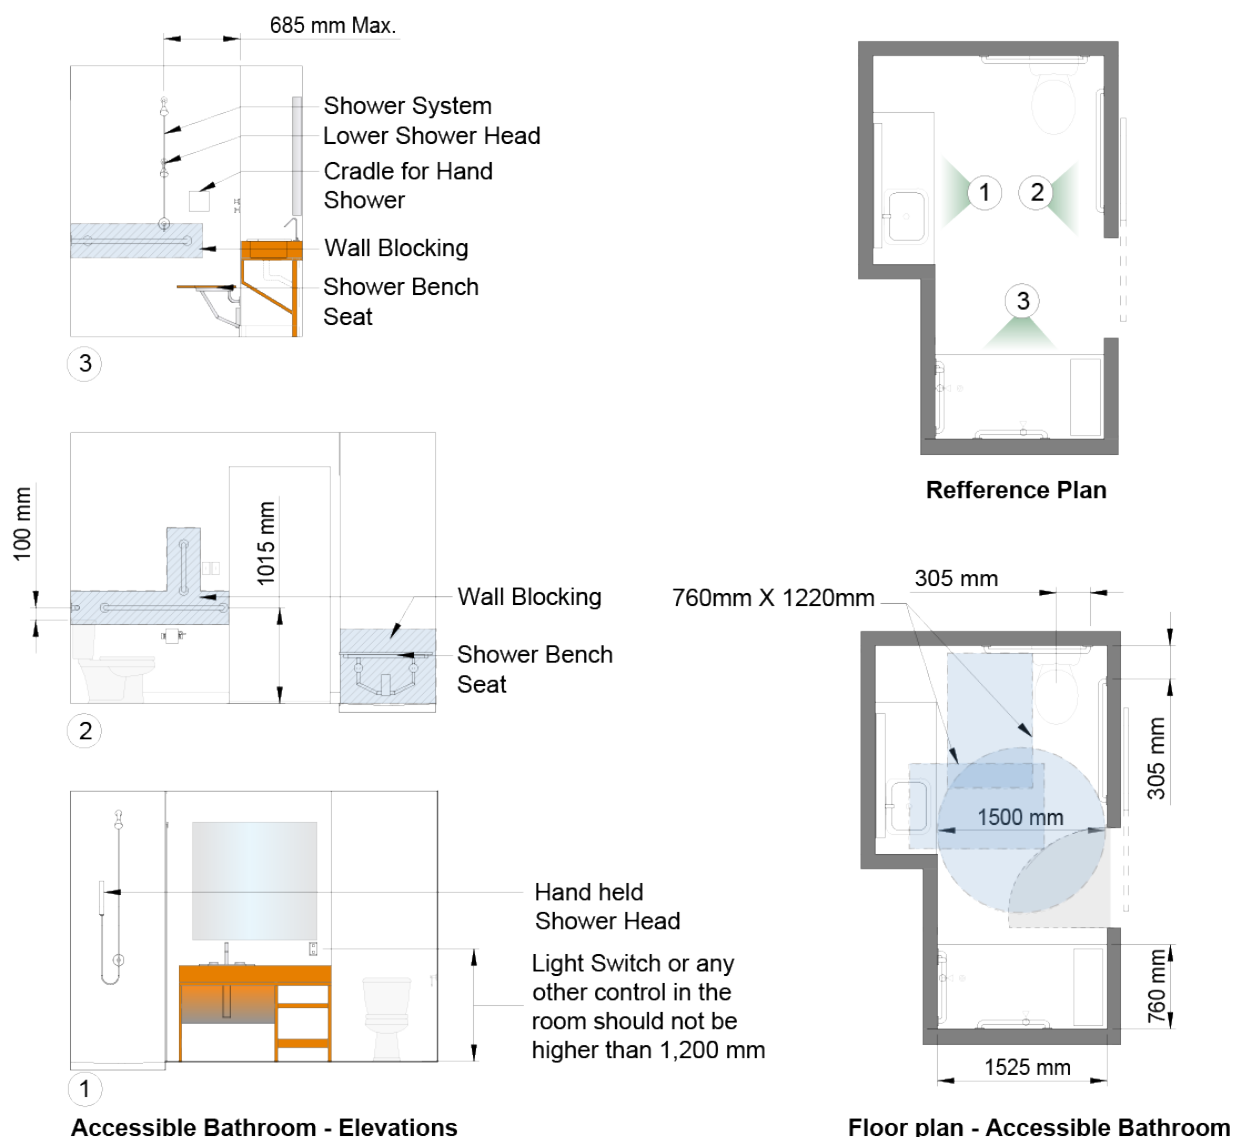 685 mm Max.
Shower System
Lower Shower Head
Cradle for Hand
Shower
Wall Blocking
Shower Bench
Seat
3
100 mm
1015 mm
Wall Blocking
Shower Bench
Seat
2
Hand held
Shower Head
Light Switch or any
other control in the
room should not be
higher than 1,200 mm
1
Accessible Bathroom - Elevations
1
2
3
Refference Plan
305 mm
760mm X 1220mm
305 mm
1500 mm
760 mm
1525 mm
Floor plan - Accessible Bathroom